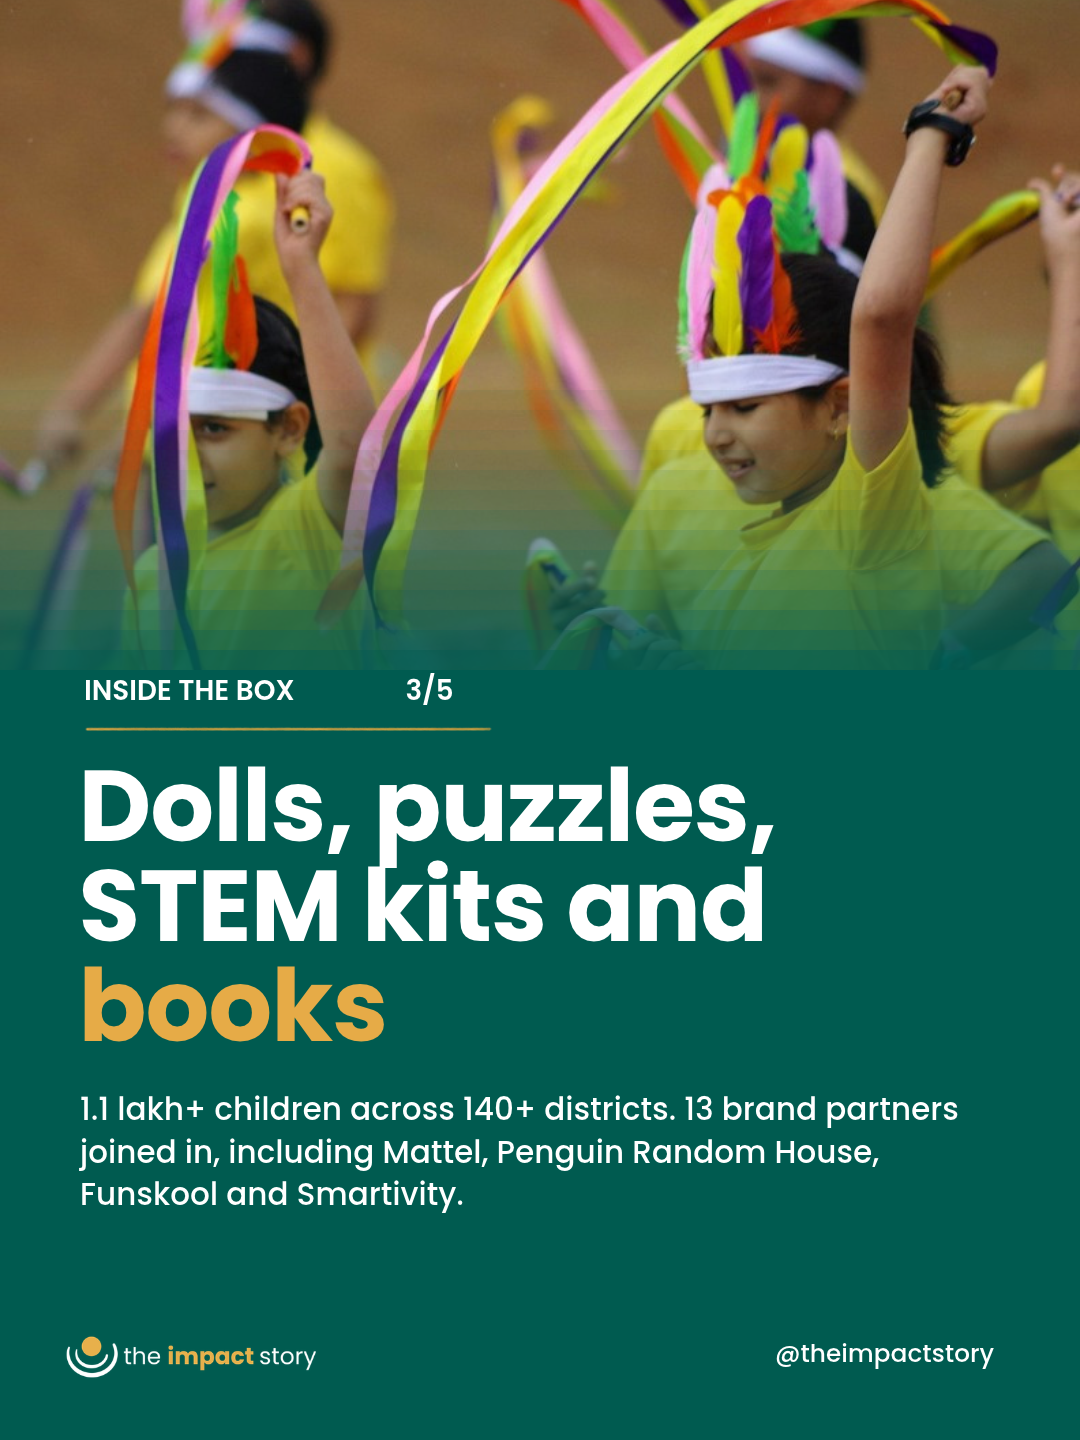 INSIDE THE BOX 3/5
Dolls, puzzles,
STEM kits and
books
1.1 lakh+ children across 140+ districts. 13 brand partners
joined in, including Mattel, Penguin Random House,
Funskool and Smartivity.
the impact story
@theimpactstory